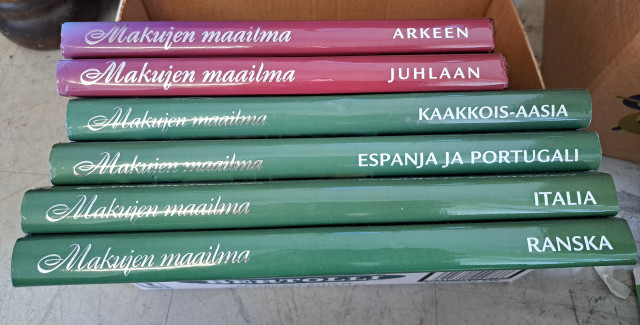 Makujen maailma ARKEEN
Makujen maailma JUHLAAN
Makujen maailma KAAKKOIS-AASIA
Makujen maailma ESPANJA JA PORTUGALI
Makujen maailma ITALIA
Makujen maailma RANSKA
BERTOLLI